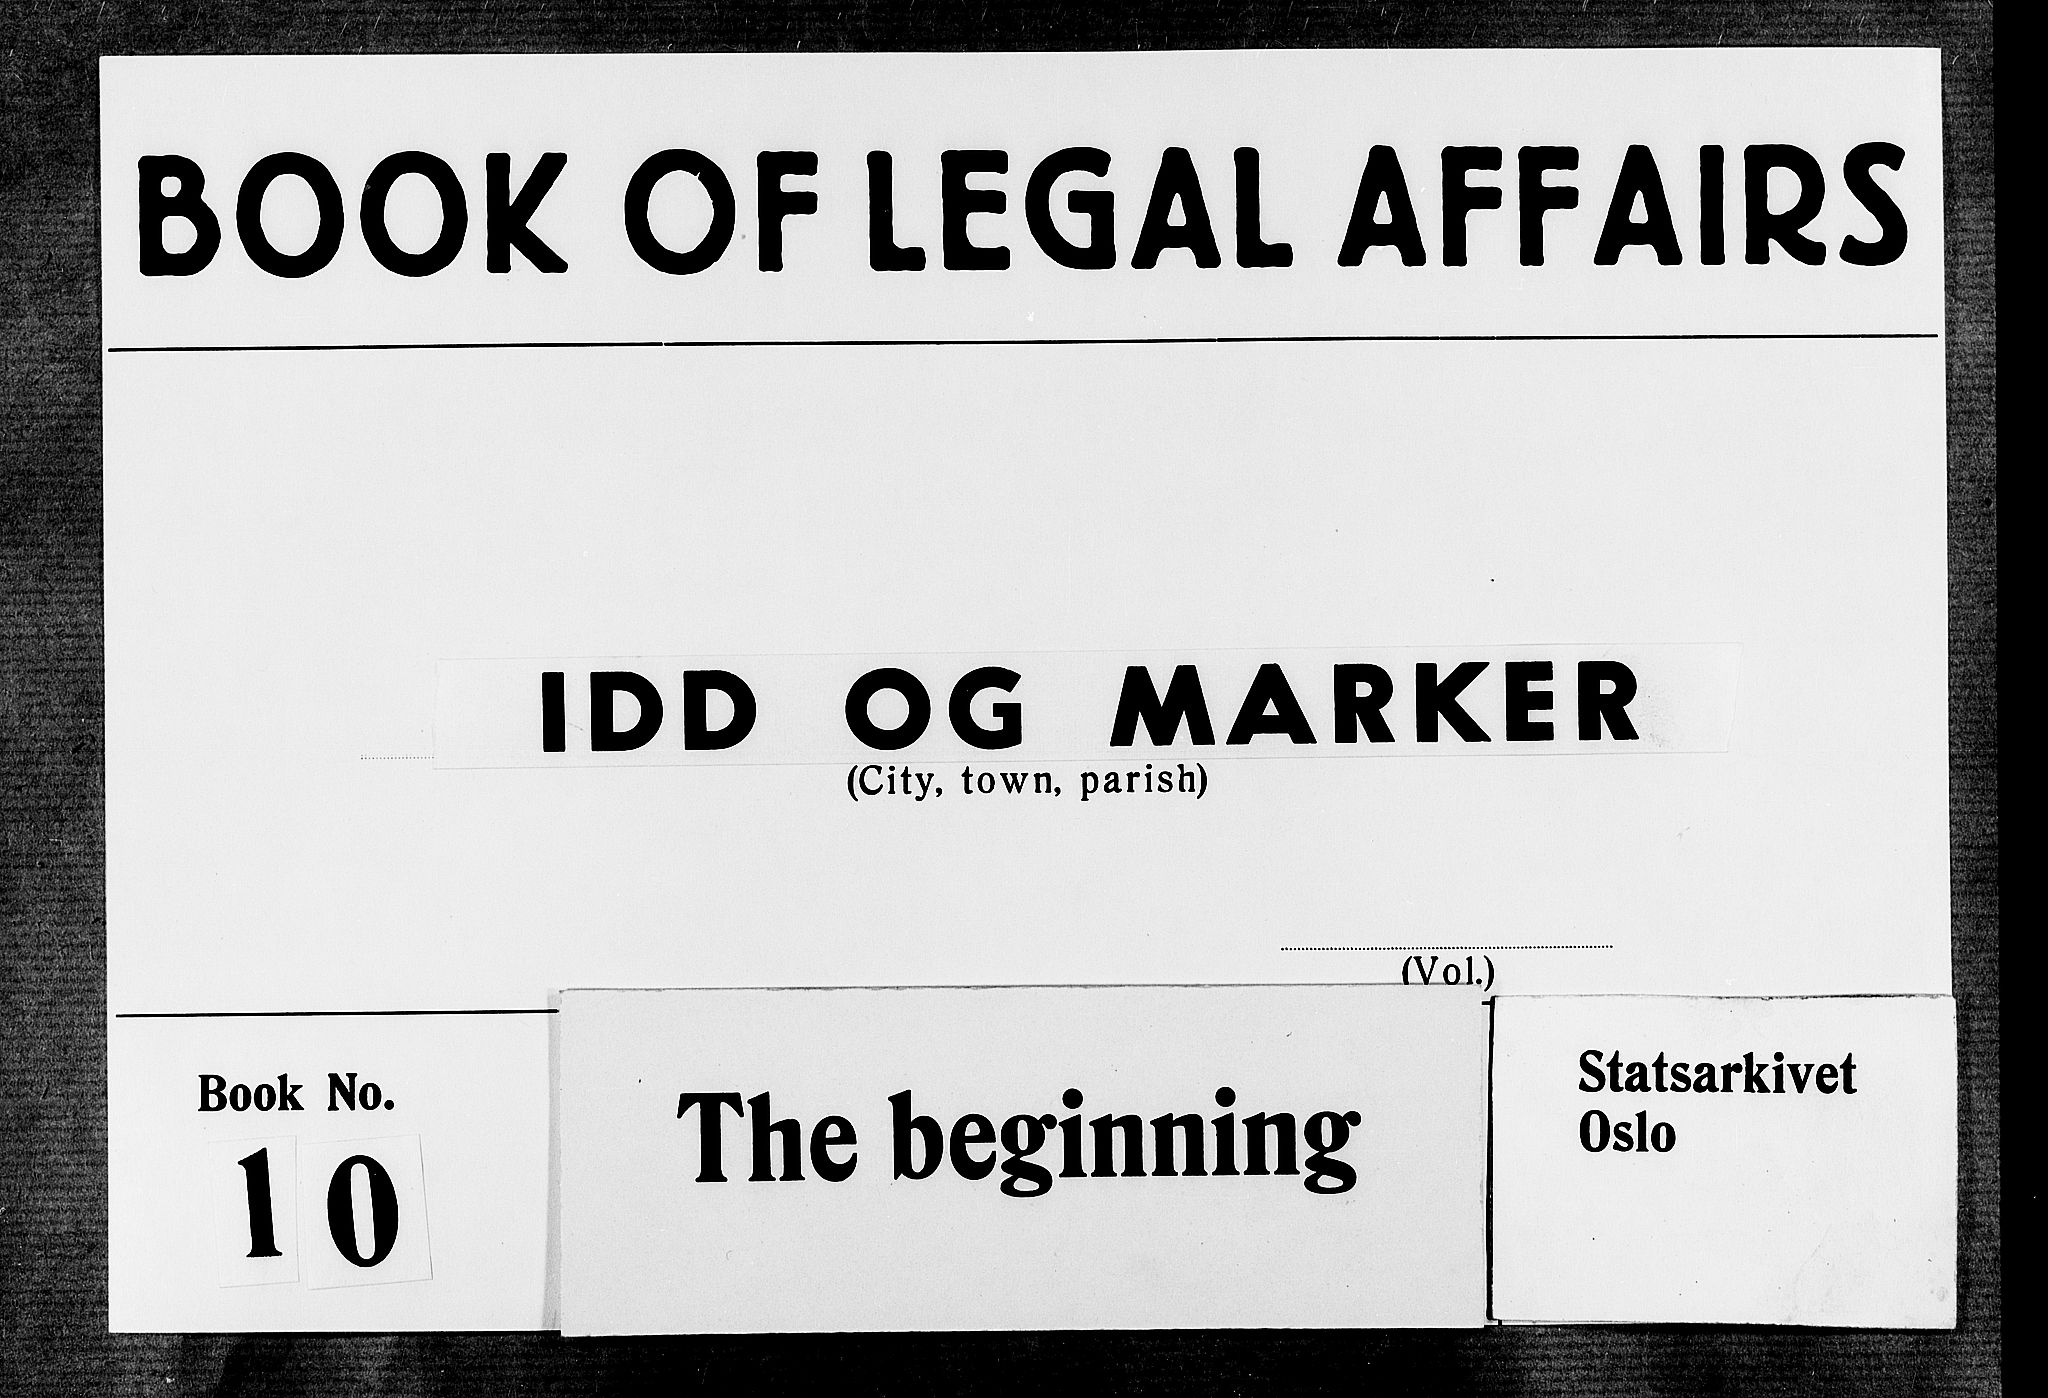 BOOK OF LEGAL AFFAIRS
IDD OG MARKER
(City, town, parish)
(Vol.)
Book No.
10
The beginning
Statsarkivet
Oslo